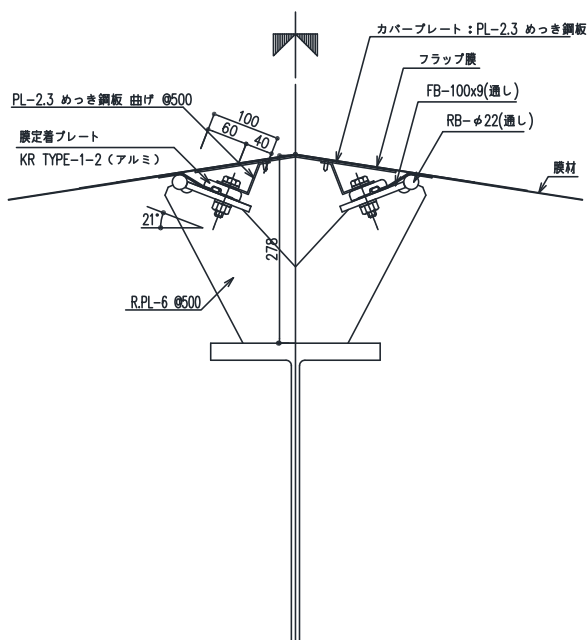 カバープレート：PL-2.3 めっき鋼板
フラップ膜
PL-2.3 めっき鋼板 曲げ @500
FB-100x9(通し)
100
60
40
RB-φ22(通し)
膜定着プレート
KR TYPE-1-2（アルミ）
膜材
21°
278
R.PL-6 @500